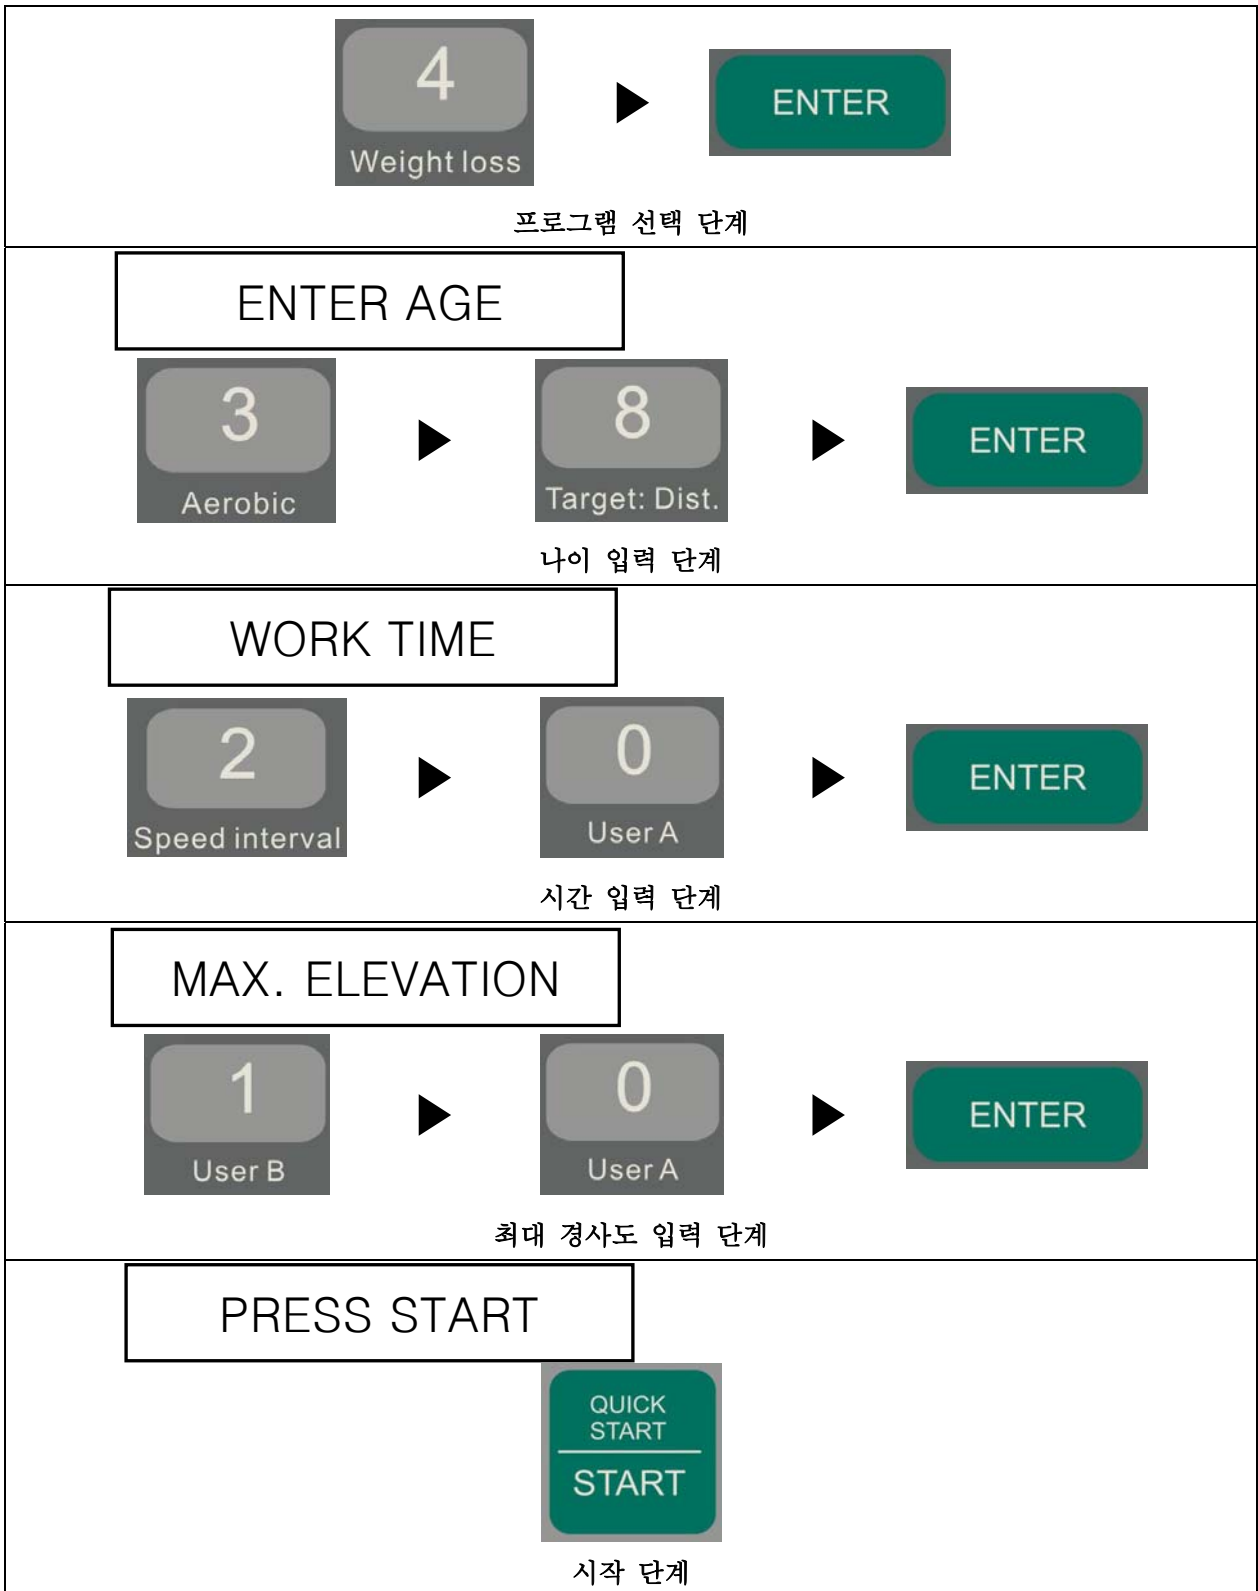 4
ENTER
Weight loss
프로그램 선택 단계
ENTER AGE
3
8
ENTER
Aerobic
Target: Dist.
나이 입력 단계
WORK TIME
2
0
ENTER
Speed interval
User A
시간 입력 단계
MAX. ELEVATION
1
0
ENTER
User B
User A
최대 경사도 입력 단계
PRESS START
QUICK
START
START
시작 단계